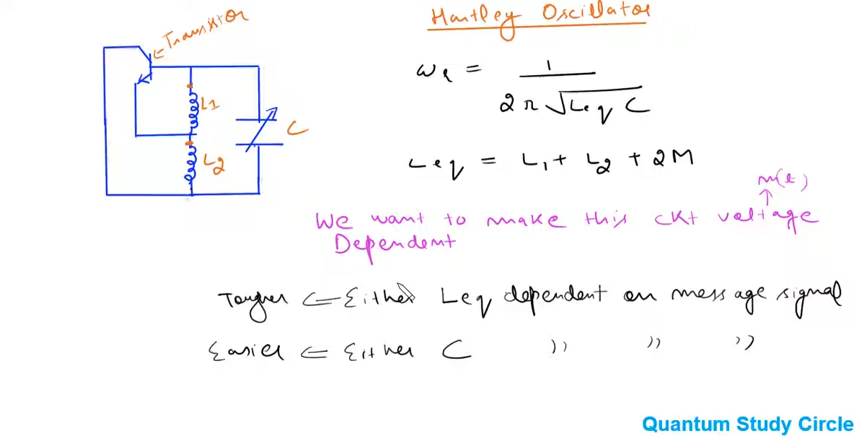 Hartley Oscillator
Transistor
L1
L2
C
ωe = 1 / 2π√Leq C
Leq = L1 + L2 + 2M
m(t)
We want to make this ckt voltage
Dependent
Tougher ⇐ Either Leq dependent on message signal
Easier ⇐ Either C ,, ,, ,,
Quantum Study Circle